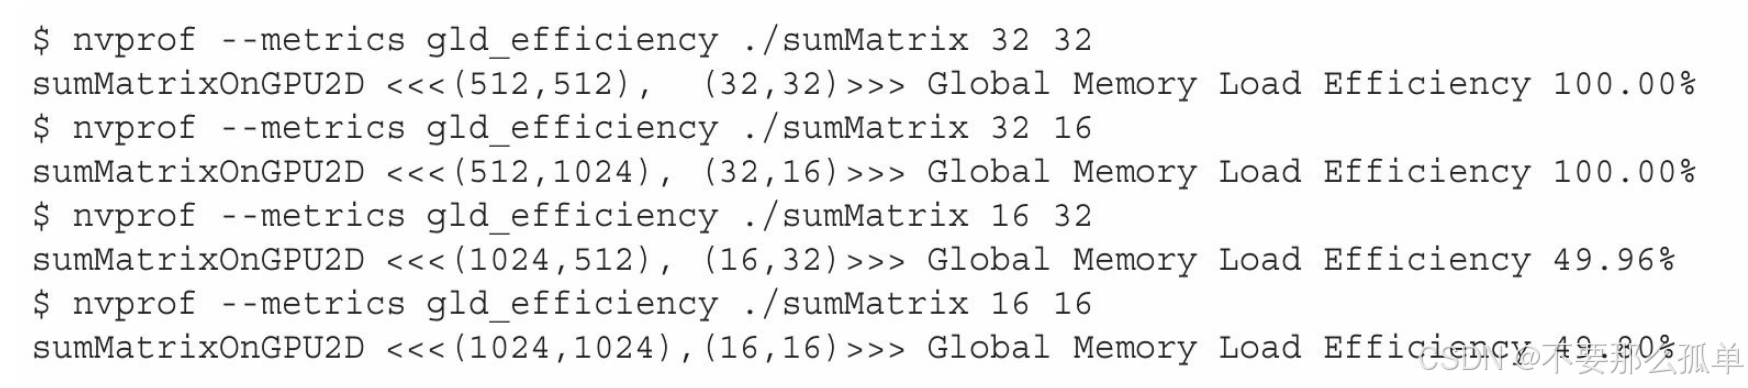 $ nvprof --metrics gld_efficiency ./sumMatrix 32 32
sumMatrixOnGPU2D <<<(512,512),  (32,32)>>> Global Memory Load Efficiency 100.00%
$ nvprof --metrics gld_efficiency ./sumMatrix 32 16
sumMatrixOnGPU2D <<<(512,1024), (32,16)>>> Global Memory Load Efficiency 100.00%
$ nvprof --metrics gld_efficiency ./sumMatrix 16 32
sumMatrixOnGPU2D <<<(1024,512), (16,32)>>> Global Memory Load Efficiency 49.96%
$ nvprof --metrics gld_efficiency ./sumMatrix 16 16
sumMatrixOnGPU2D <<<(1024,1024),(16,16)>>> Global Memory Load Efficiency 49.80%
CSDN @不要那么孤单